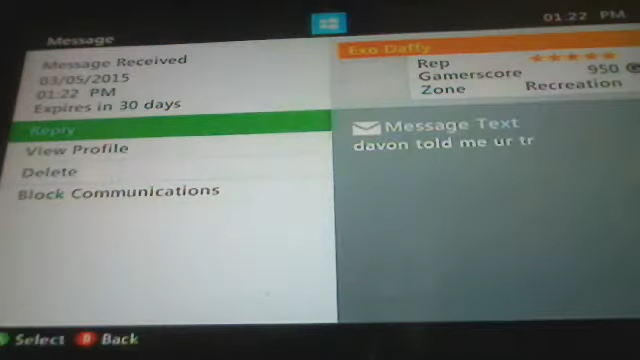 01:22 PM
Message
Message Received
03/05/2015
01:22 PM
Expires in 30 days
Reply
View Profile
Delete
Block Communications
Exo Daffy
Rep
Gamerscore 950 G
Zone Recreation
Message Text
davon told me ur tr
A Select B Back